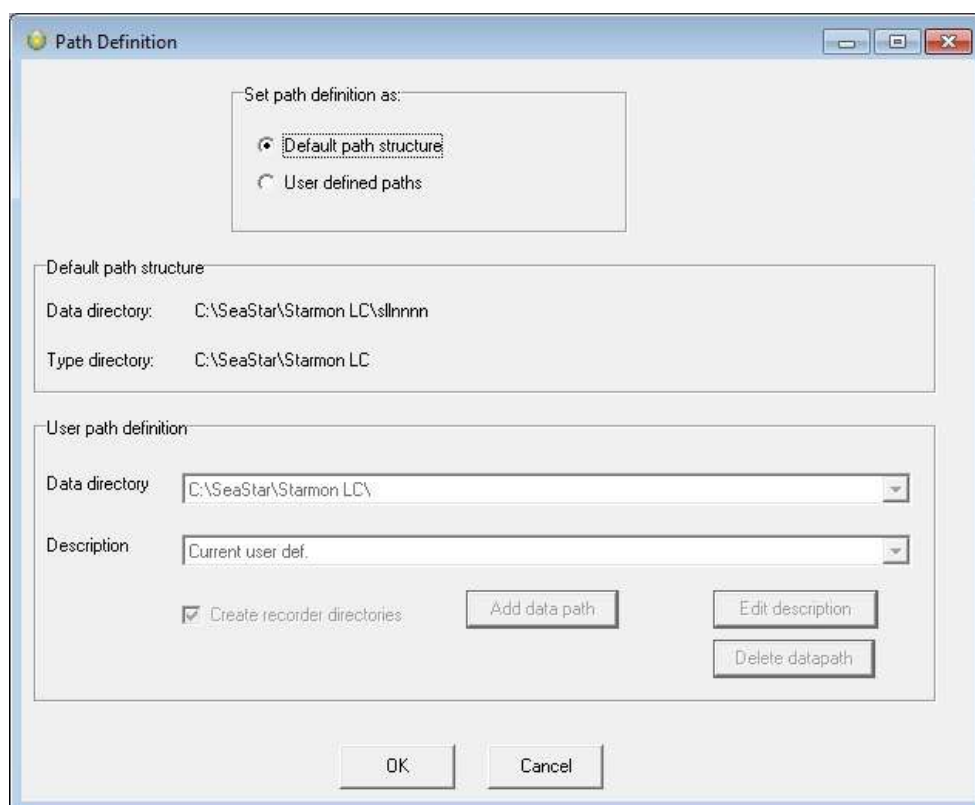 Path Definition
Set path definition as:
Default path structure
User defined paths
Default path structure
Data directory: C:\SeaStar\Starmon LC\sllnnnn
Type directory: C:\SeaStar\Starmon LC
User path definition
Data directory C:\SeaStar\Starmon LC\
Description Current user def.
Create recorder directories Add data path Edit description
Delete datapath
OK Cancel